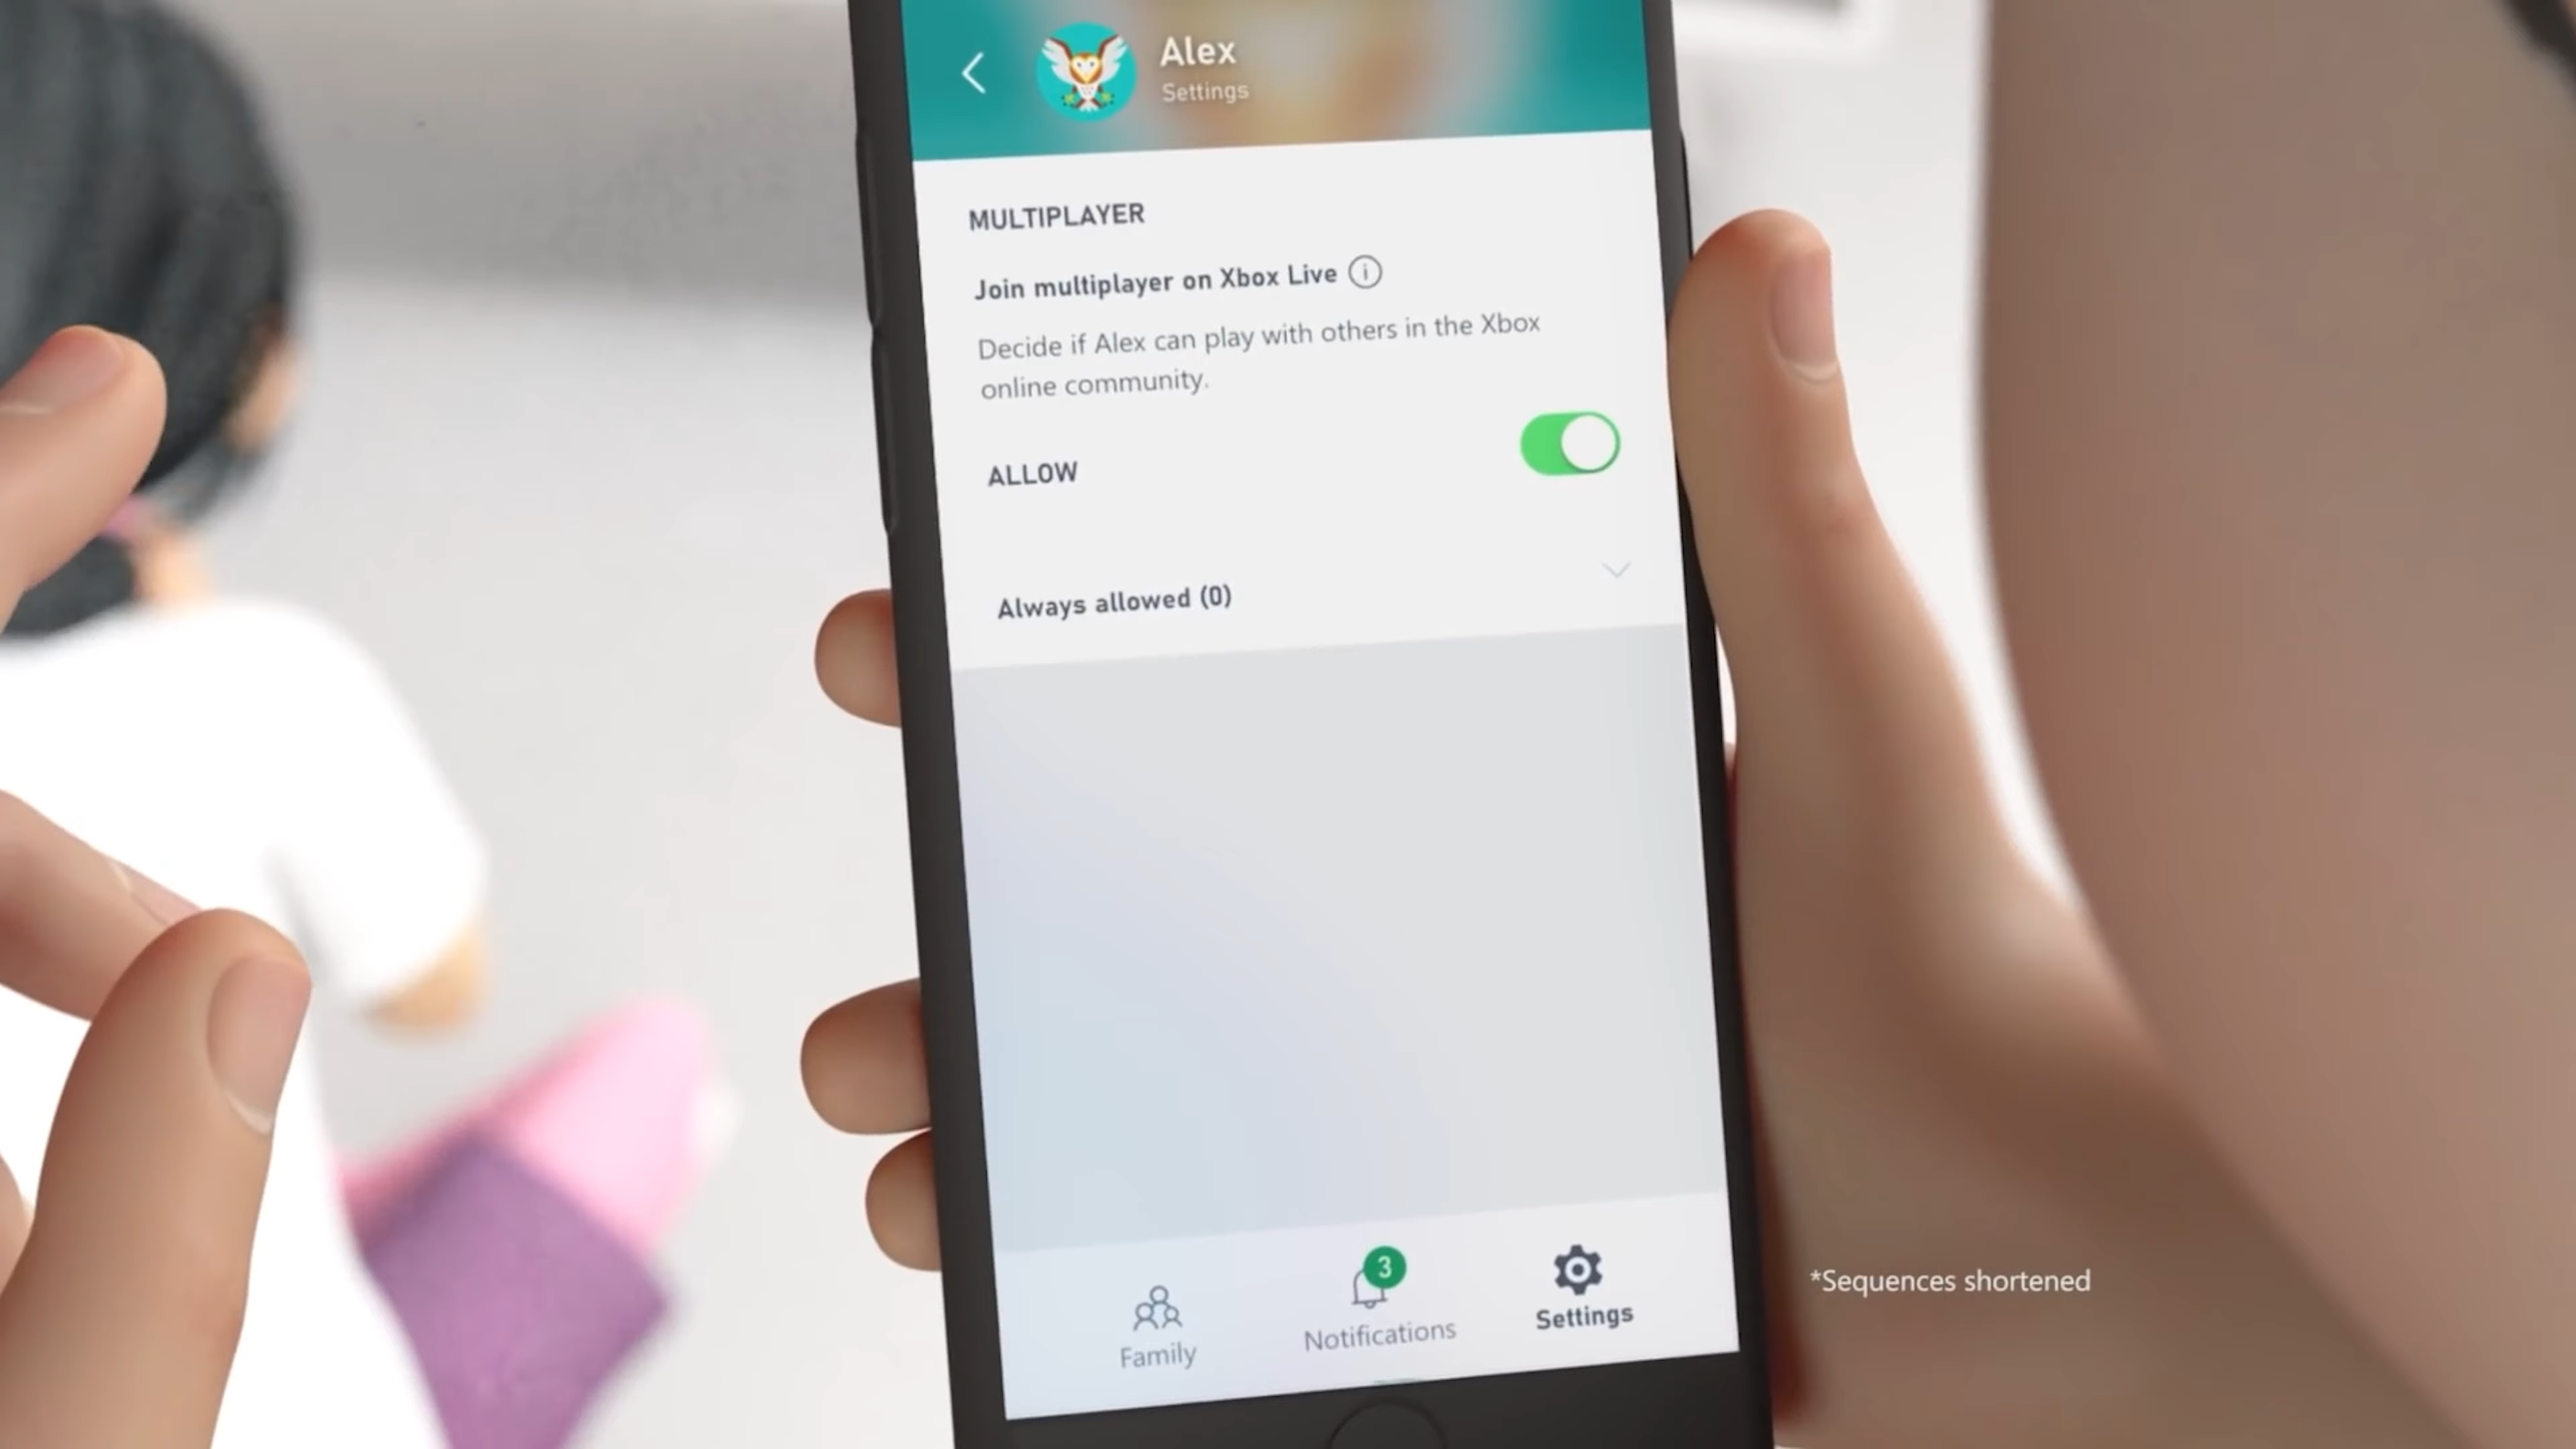 Alex
Settings
MULTIPLAYER
Join multiplayer on Xbox Live
Decide if Alex can play with others in the Xbox
online community.
ALLOW
Always allowed (0)
3
Family
Notifications
Settings
*Sequences shortened